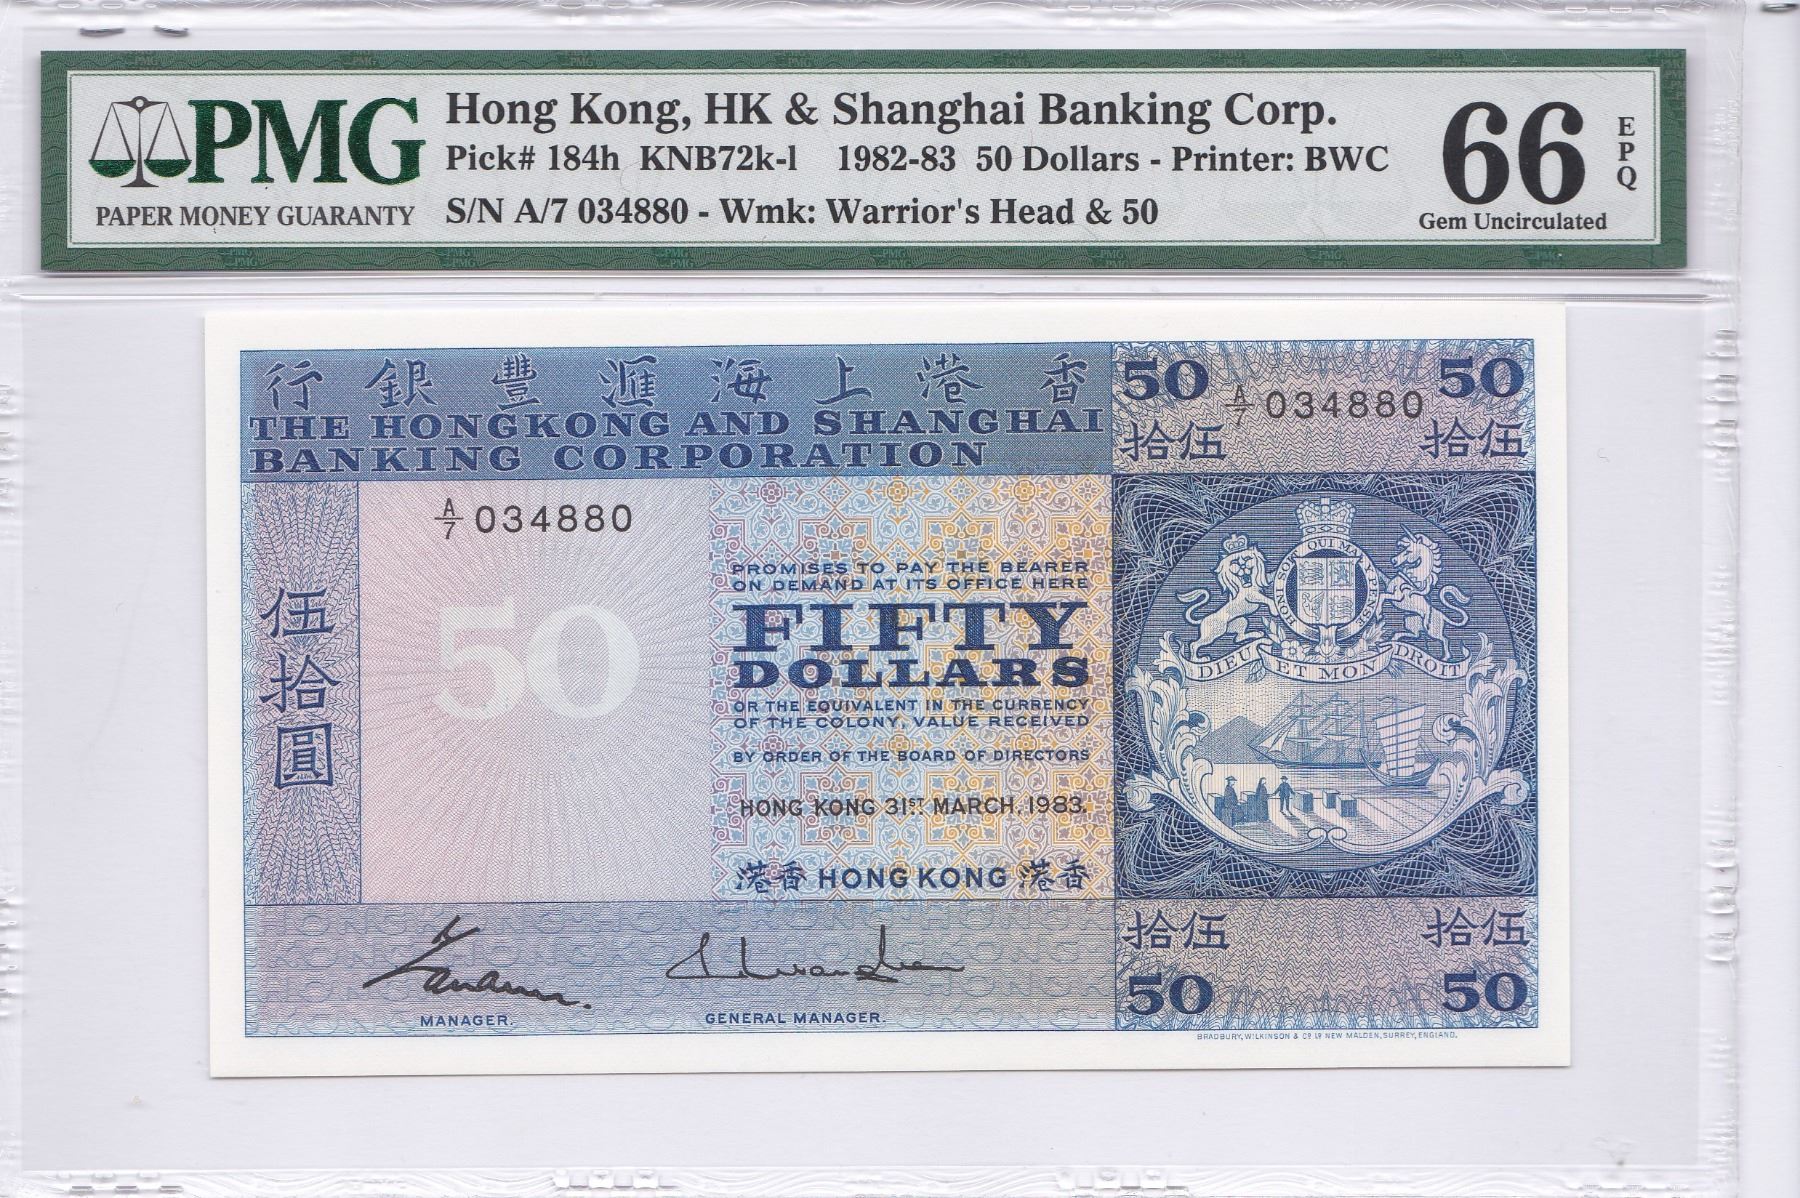 PMG
PAPER MONEY GUARANTY
Hong Kong, HK & Shanghai Banking Corp.
Pick# 184h KNB72k-l 1982-83 50 Dollars - Printer: BWC
S/N A/7 034880 - Wmk: Warrior's Head & 50
66 EPQ
Gem Uncirculated
行銀豐滙海上港香
THE HONGKONG AND SHANGHAI
BANKING CORPORATION
50 A/7 034880 50
拾伍 拾伍
A/7 034880
伍拾圓
50
PROMISES TO PAY THE BEARER
ON DEMAND AT ITS OFFICE HERE
FIFTY
DOLLARS
OR THE EQUIVALENT IN THE CURRENCY
OF THE COLONY, VALUE RECEIVED
BY ORDER OF THE BOARD OF DIRECTORS
HONG KONG 31ST MARCH, 1983.
港香 HONG KONG 港香
HONI SOIT QUI MAL Y PENSE
DIEU ET MON DROIT
MANAGER.
GENERAL MANAGER.
拾伍 拾伍
50 50
BRADBURY, WILKINSON & CO. LD NEW MALDEN, SURREY, ENGLAND.